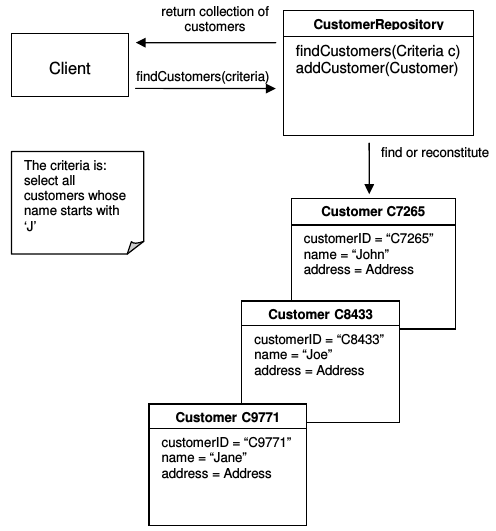 return collection of
customers
CustomerRepository
findCustomers(Criteria c)
addCustomer(Customer)
Client
findCustomers(criteria)
find or reconstitute
The criteria is:
select all
customers whose
name starts with
‘J’
Customer C7265
customerID = “C7265”
name = “John”
address = Address
Customer C8433
customerID = “C8433”
name = “Joe”
address = Address
Customer C9771
customerID = “C9771”
name = “Jane”
address = Address